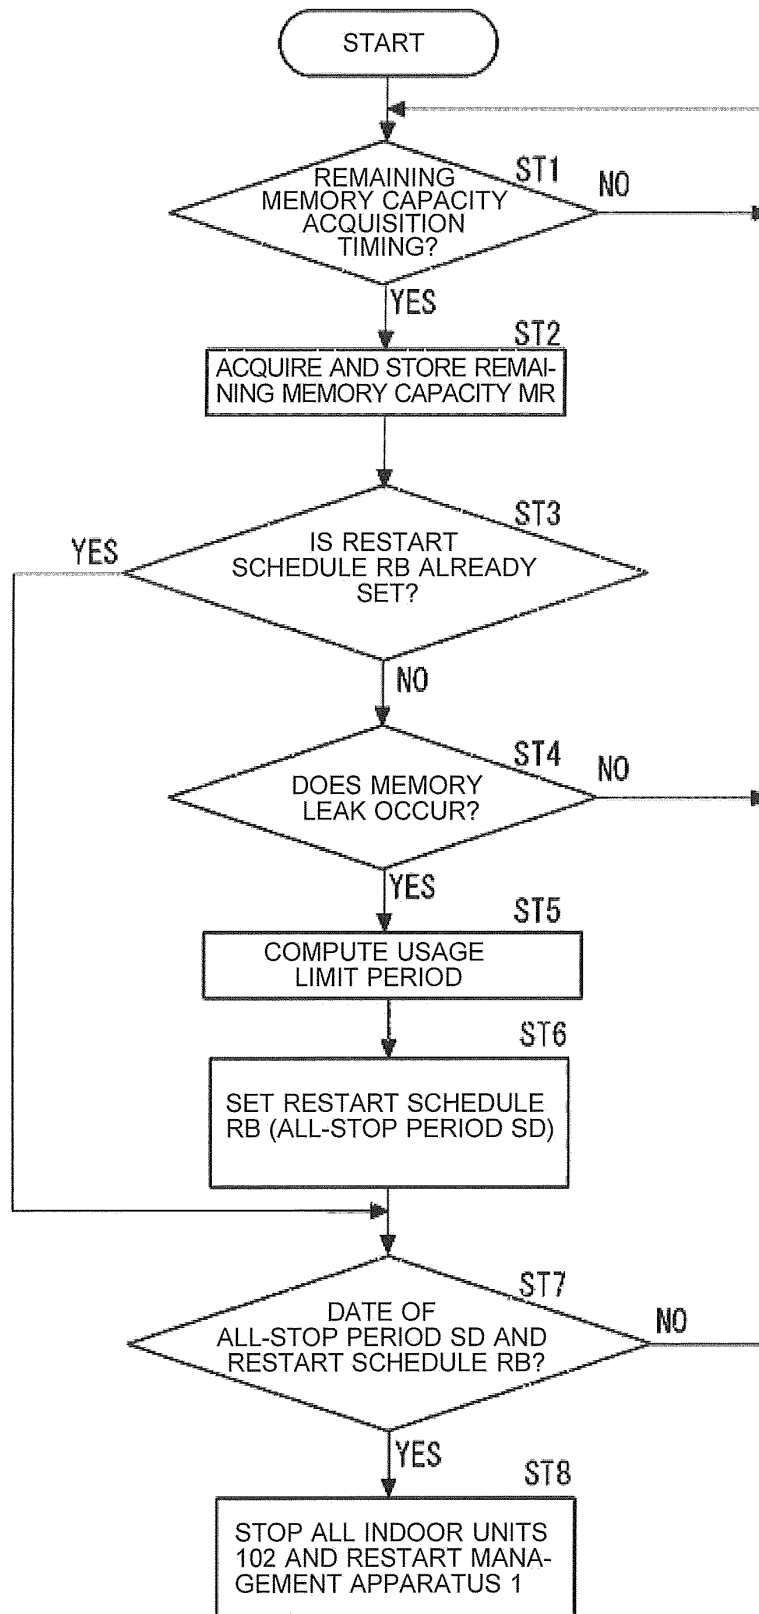 START
ST1
NO
REMAINING
MEMORY CAPACITY
ACQUISITION
TIMING?
YES
ST2
ACQUIRE AND STORE REMAI-
NING MEMORY CAPACITY MR
ST3
YES
IS RESTART
SCHEDULE RB ALREADY
SET?
NO
ST4
NO
DOES MEMORY
LEAK OCCUR?
YES
ST5
COMPUTE USAGE
LIMIT PERIOD
ST6
SET RESTART SCHEDULE
RB (ALL-STOP PERIOD SD)
ST7
NO
DATE OF
ALL-STOP PERIOD SD AND
RESTART SCHEDULE RB?
YES
ST8
STOP ALL INDOOR UNITS
102 AND RESTART MANA-
GEMENT APPARATUS 1